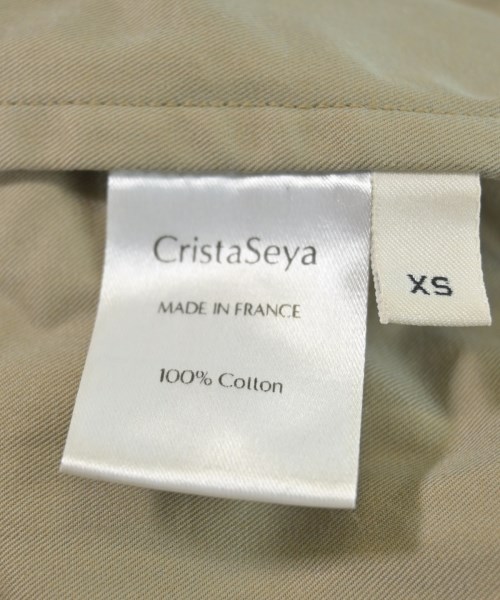 CristaSeya
MADE IN FRANCE
100% Cotton
XS